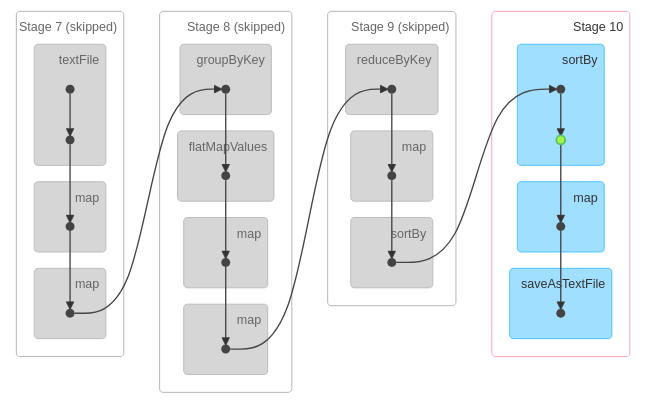 Stage 7 (skipped)
textFile
map
map
Stage 8 (skipped)
groupByKey
flatMapValues
map
map
Stage 9 (skipped)
reduceByKey
map
sortBy
Stage 10
sortBy
map
saveAsTextFile